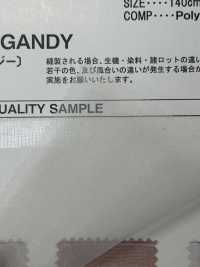 SIZE････140cm
COMP････Poly
GANDY
ジー〕
縫製される場合、生機・染料・諸ロットの違い
若干の色、及び風合いの違いが発生する場合か
実施をお願いいたします。
UALITY SAMPLE